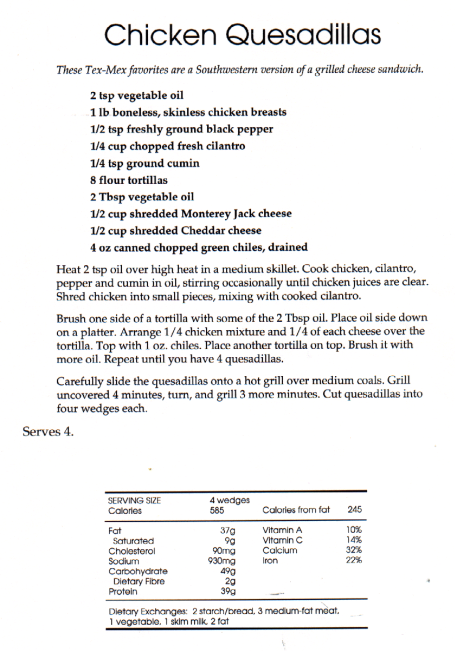 Chicken Quesadillas
These Tex-Mex favorites are a Southwestern version of a grilled cheese sandwich.
2 tsp vegetable oil
1 lb boneless, skinless chicken breasts
1/2 tsp freshly ground black pepper
1/4 cup chopped fresh cilantro
1/4 tsp ground cumin
8 flour tortillas
2 Tbsp vegetable oil
1/2 cup shredded Monterey Jack cheese
1/2 cup shredded Cheddar cheese
4 oz canned chopped green chiles, drained
Heat 2 tsp oil over high heat in a medium skillet. Cook chicken, cilantro,
pepper and cumin in oil, stirring occasionally until chicken juices are clear.
Shred chicken into small pieces, mixing with cooked cilantro.
Brush one side of a tortilla with some of the 2 Tbsp oil. Place oil side down
on a platter. Arrange 1/4 chicken mixture and 1/4 of each cheese over the
tortilla. Top with 1 oz. chiles. Place another tortilla on top. Brush it with
more oil. Repeat until you have 4 quesadillas.
Carefully slide the quesadillas onto a hot grill over medium coals. Grill
uncovered 4 minutes, turn, and grill 3 more minutes. Cut quesadillas into
four wedges each.
Serves 4.
SERVING SIZE 4 wedges
Calories 585 Calories from fat 245
Fat 37g Vitamin A 10%
Saturated 9g Vitamin C 14%
Cholesterol 90mg Calcium 32%
Sodium 930mg Iron 22%
Carbohydrate 49g
Dietary Fibre 2g
Protein 39g
Dietary Exchanges: 2 starch/bread, 3 medium-fat meat,
1 vegetable, 1 skim milk, 2 fat